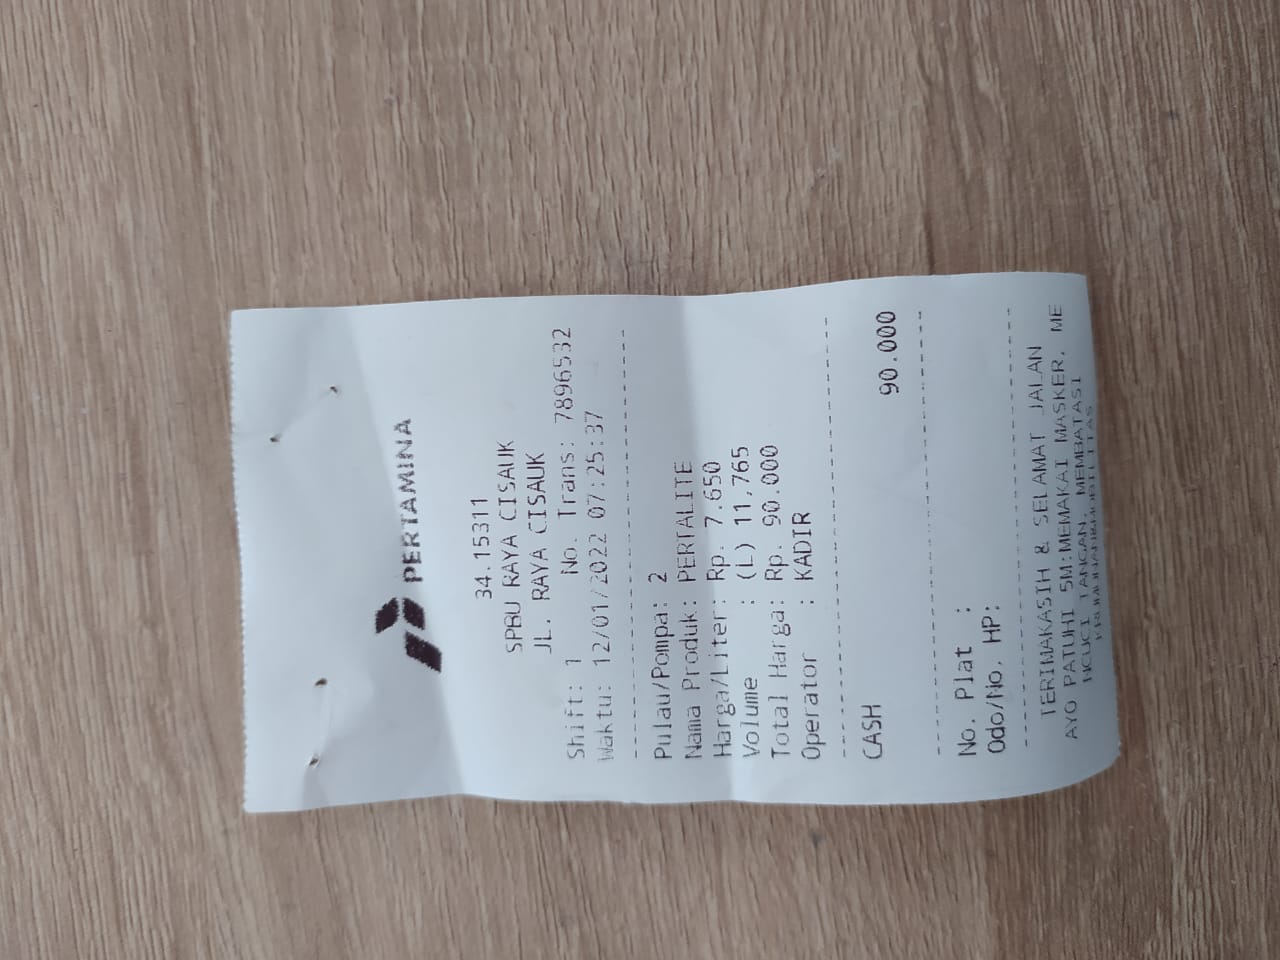 PERTAMINA
34.15311
SPBU RAYA CISAUK
JL. RAYA CISAUK
Shift: 1 No. Trans: 7896532
Waktu: 12/01/2022 07:25:37
Pulau/Pompa: 2
Nama Produk: PERTALITE
Harga/Liter: Rp. 7.650
Volume : (L) 11,765
Total Harga: Rp. 90.000
Operator : KADIR
CASH 90.000
No. Plat :
Odo/No. HP:
TERIMAKASIH & SELAMAT JALAN
AYO PATUHI 5M:MEMAKAI MASKER, ME
NCUCI TANGAN, MEMBATASI